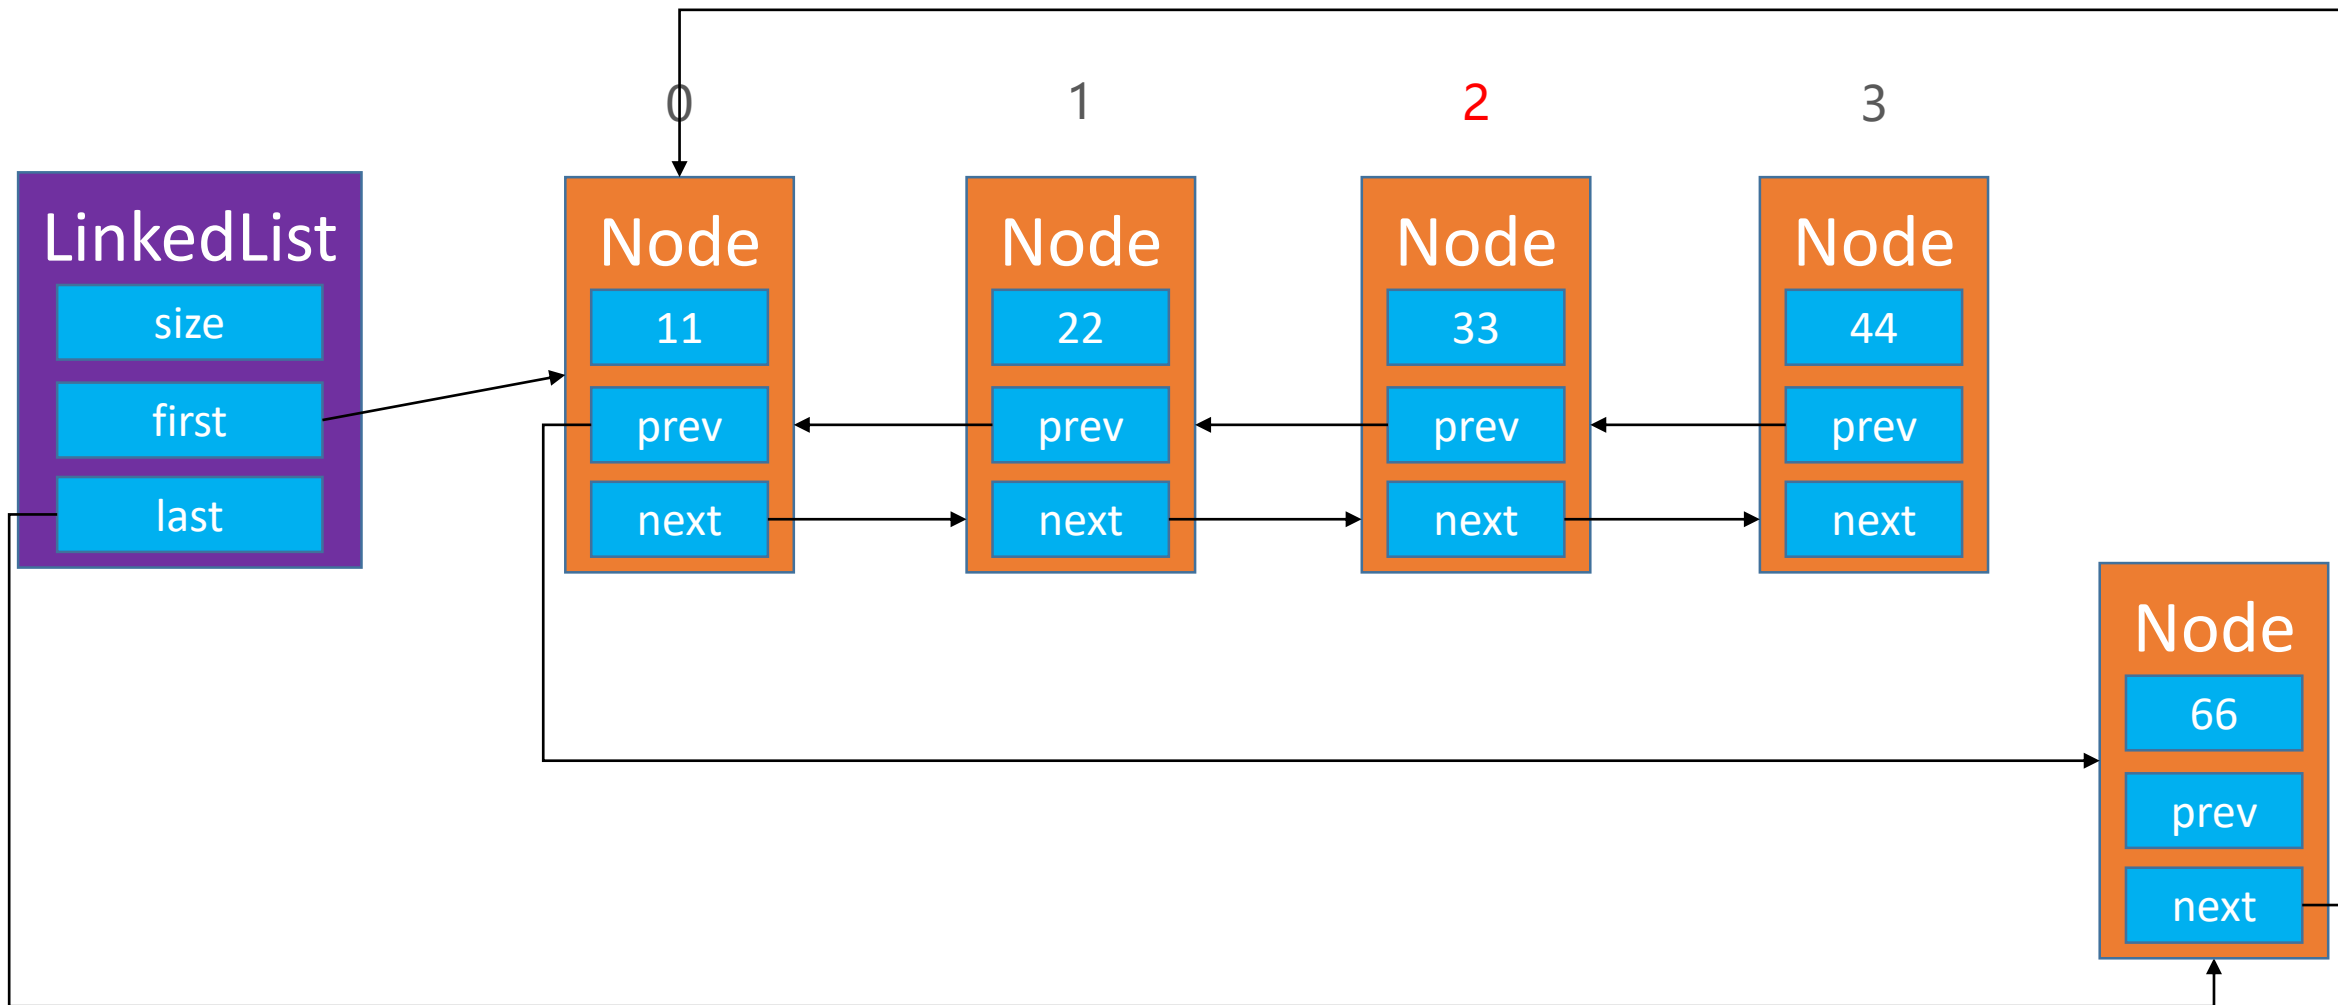 0
1
2
3
LinkedList
size
first
last
Node
11
prev
next
Node
22
prev
next
Node
33
prev
next
Node
44
prev
next
Node
66
prev
next